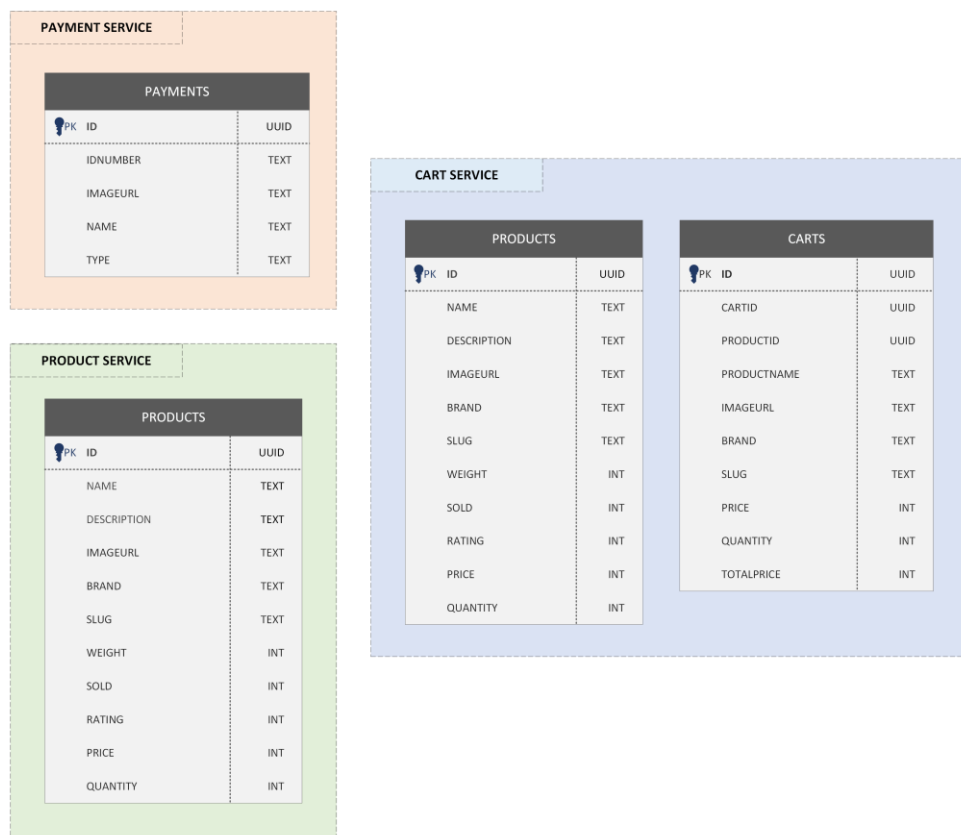 PAYMENT SERVICE
PAYMENTS
PK ID UUID
IDNUMBER TEXT
IMAGEURL TEXT
NAME TEXT
TYPE TEXT
PRODUCT SERVICE
PRODUCTS
PK ID UUID
NAME TEXT
DESCRIPTION TEXT
IMAGEURL TEXT
BRAND TEXT
SLUG TEXT
WEIGHT INT
SOLD INT
RATING INT
PRICE INT
QUANTITY INT
CART SERVICE
PRODUCTS
PK ID UUID
NAME TEXT
DESCRIPTION TEXT
IMAGEURL TEXT
BRAND TEXT
SLUG TEXT
WEIGHT INT
SOLD INT
RATING INT
PRICE INT
QUANTITY INT
CARTS
PK ID UUID
CARTID UUID
PRODUCTID UUID
PRODUCTNAME TEXT
IMAGEURL TEXT
BRAND TEXT
SLUG TEXT
PRICE INT
QUANTITY INT
TOTALPRICE INT